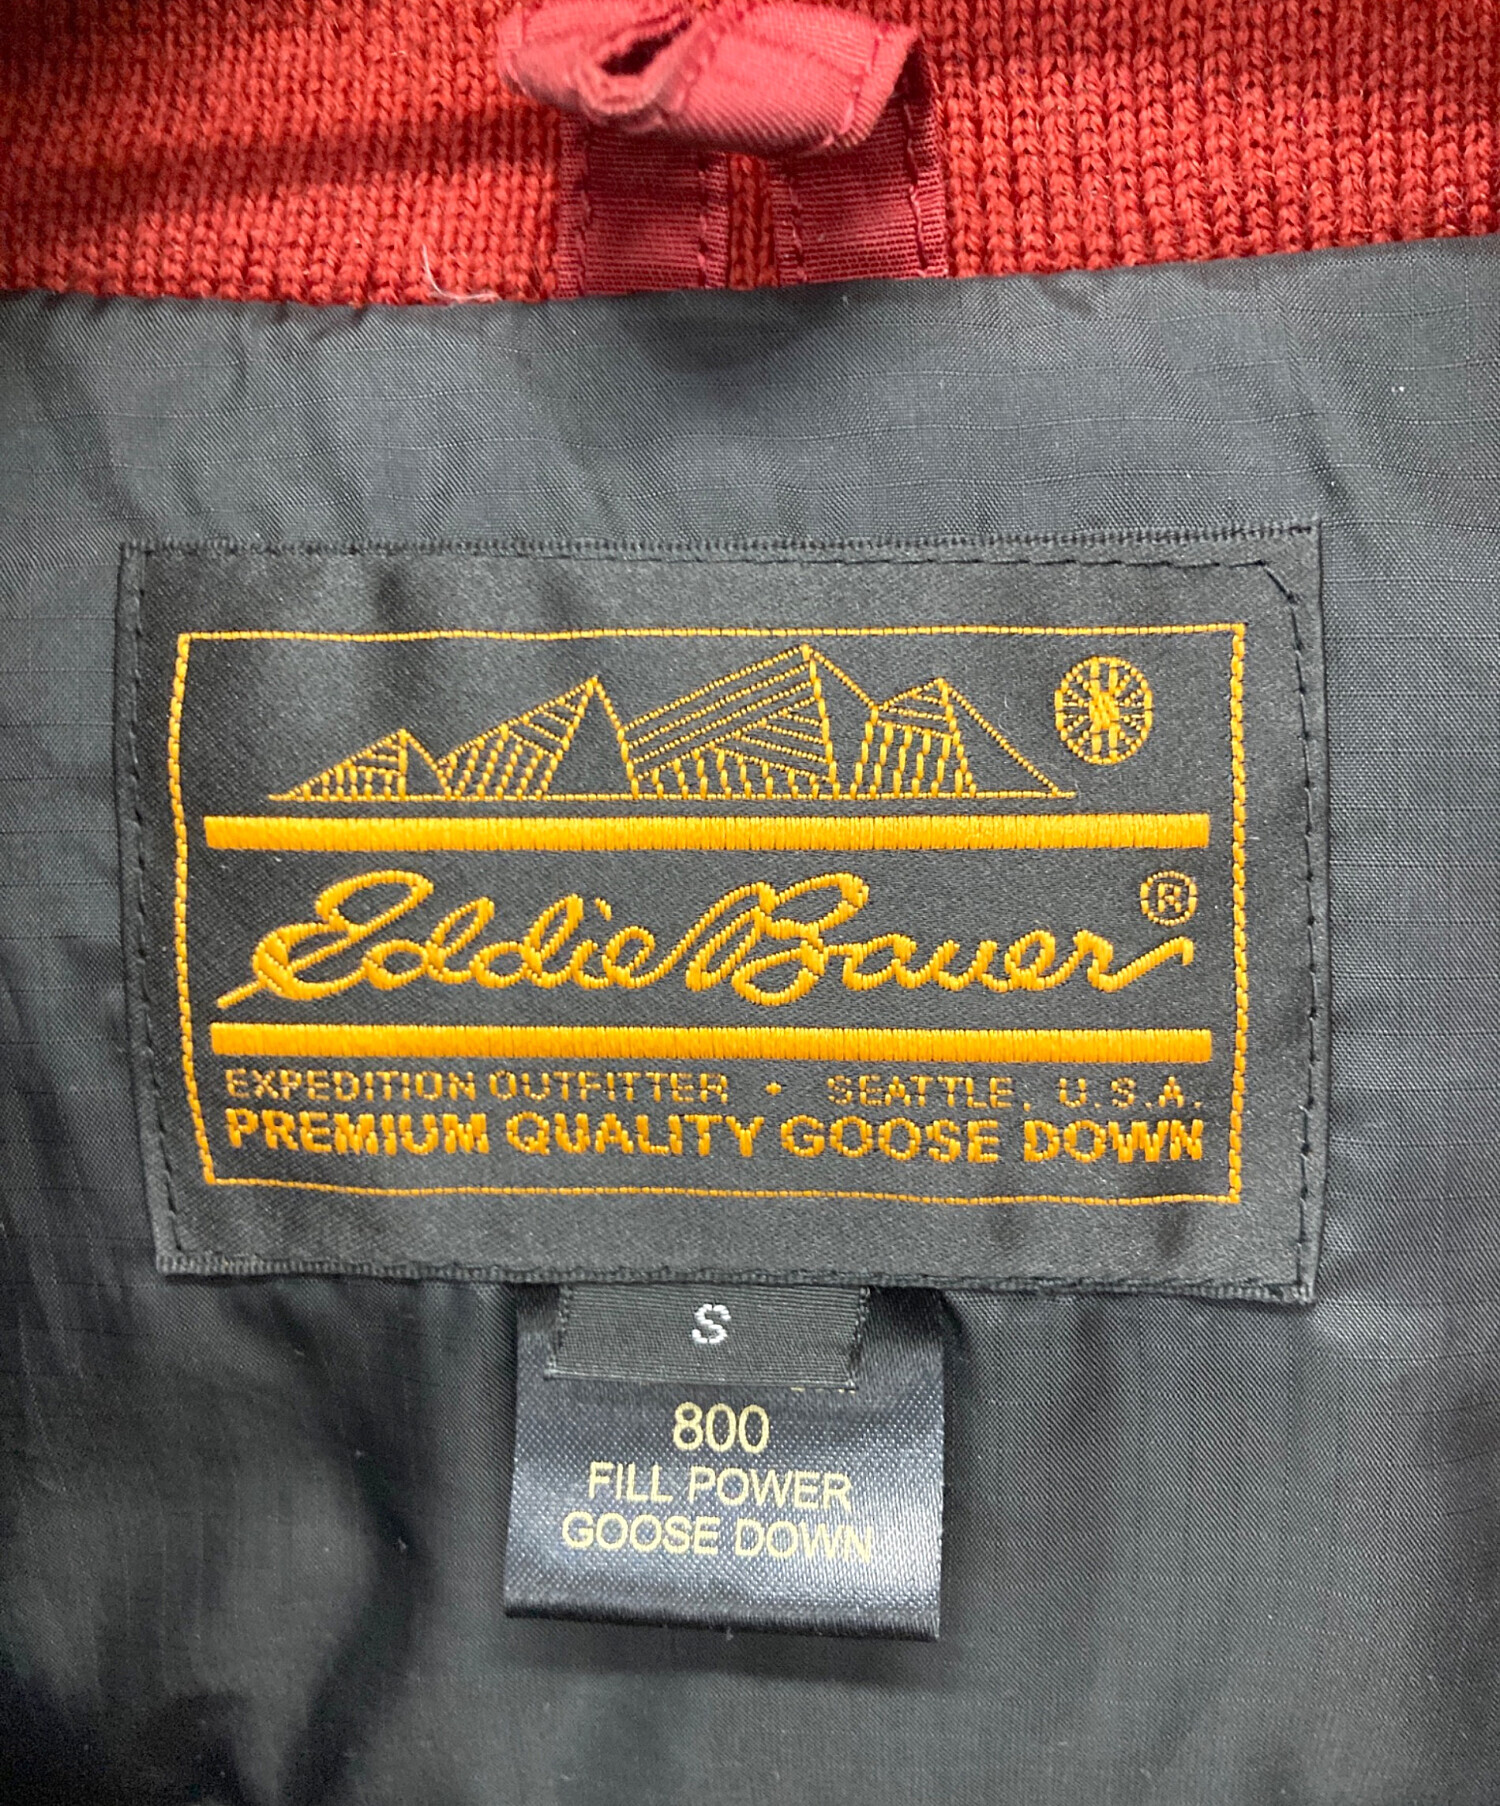 Eddie Bauer ®
EXPEDITION OUTFITTER • SEATTLE, U.S.A.
PREMIUM QUALITY GOOSE DOWN
S
800
FILL POWER
GOOSE DOWN